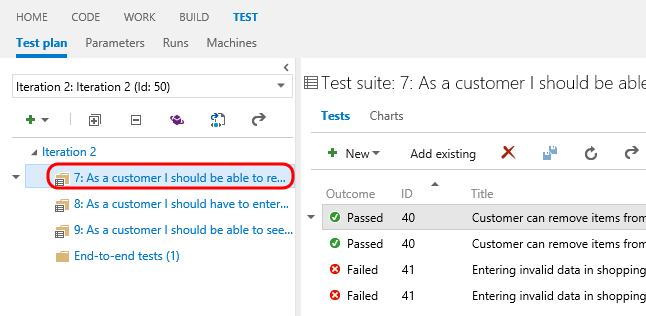 HOME CODE WORK BUILD TEST
Test plan Parameters Runs Machines
Iteration 2: Iteration 2 (Id: 50)
Iteration 2
7: As a customer I should be able to re...
8: As a customer I should have to enter...
9: As a customer I should be able to see...
End-to-end tests (1)
Test suite: 7: As a customer I should be able
Tests Charts
New Add existing
Outcome ID Title
Passed 40 Customer can remove items from
Passed 40 Customer can remove items from
Failed 41 Entering invalid data in shopping
Failed 41 Entering invalid data in shopping